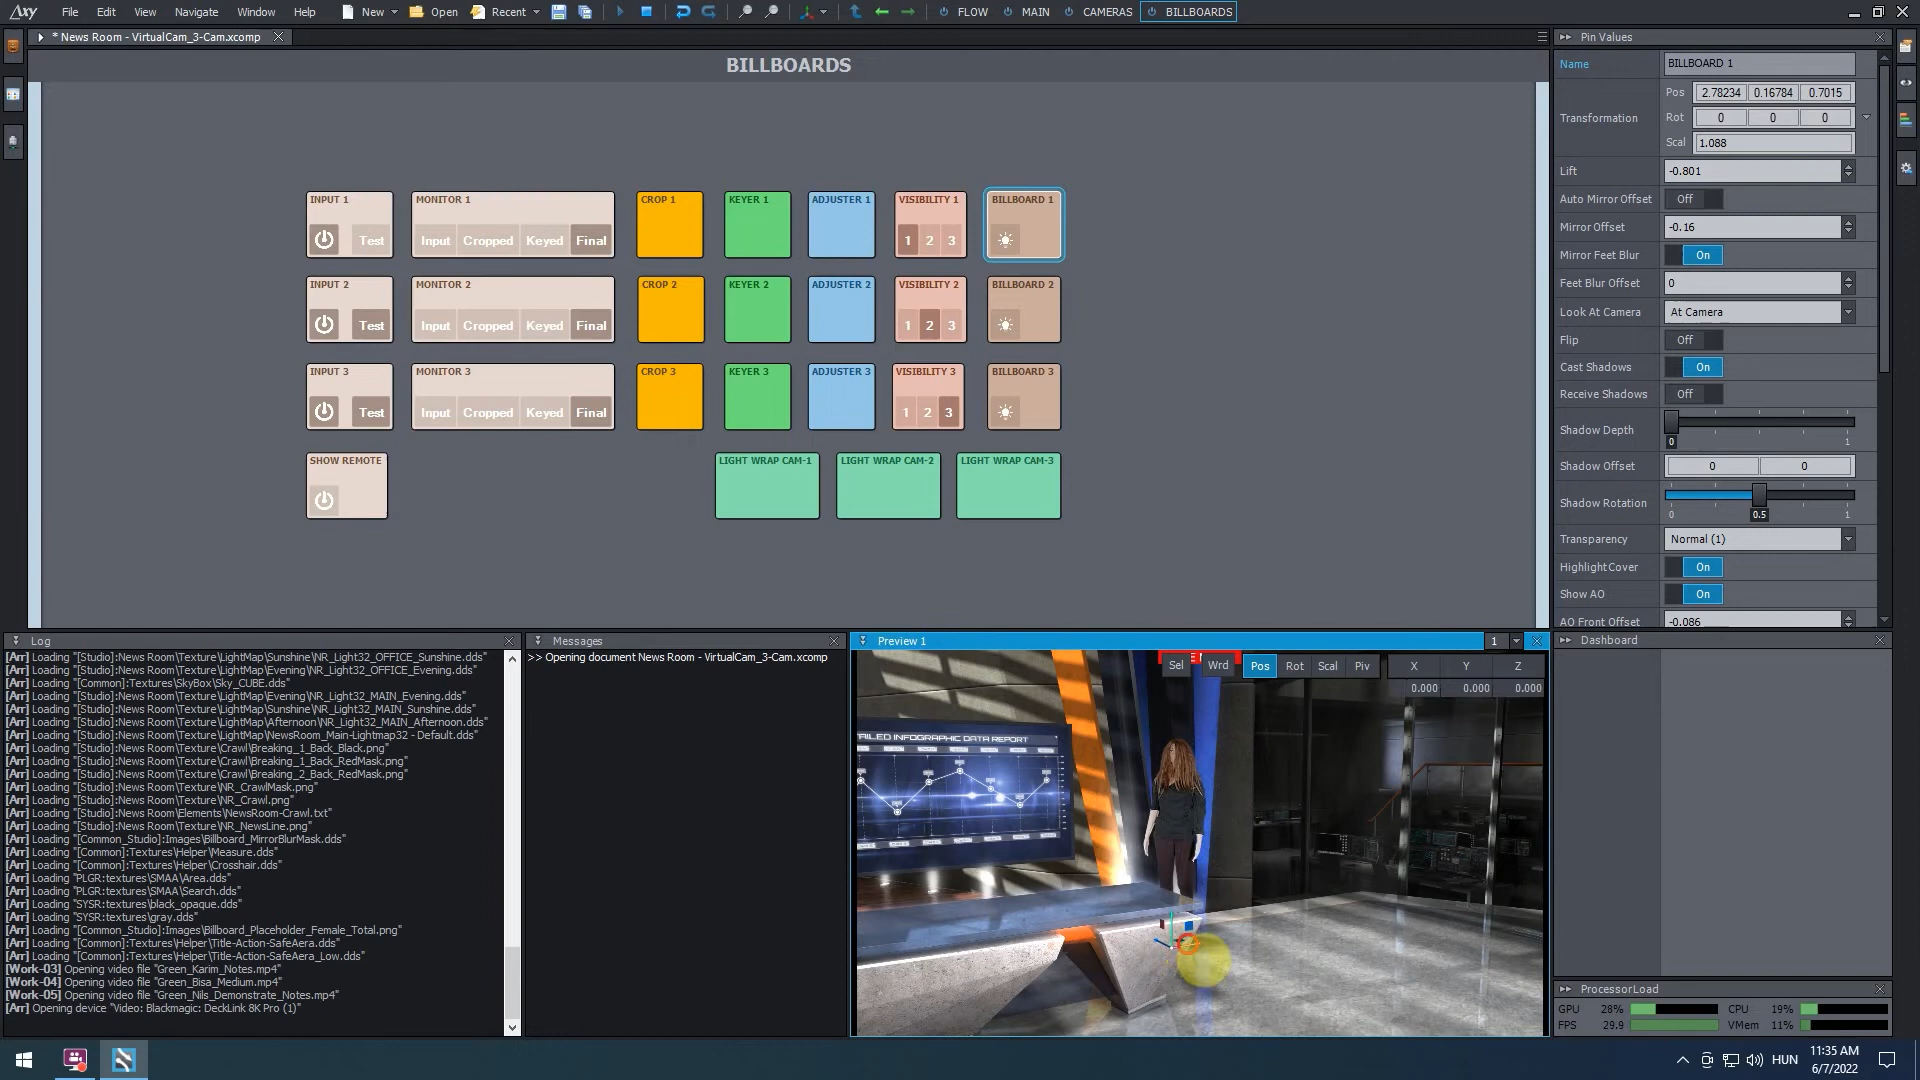 Axy File Edit View Navigate Window Help New Open Recent FLOW MAIN CAMERAS BILLBOARDS
* News Room - VirtualCam_3-Cam.xcomp
BILLBOARDS
INPUT 1 MONITOR 1 CROP 1 KEYER 1 ADJUSTER 1 VISIBILITY 1 BILLBOARD 1
Test Input Cropped Keyed Final 1 2 3
INPUT 2 MONITOR 2 CROP 2 KEYER 2 ADJUSTER 2 VISIBILITY 2 BILLBOARD 2
Test Input Cropped Keyed Final 1 2 3
INPUT 3 MONITOR 3 CROP 3 KEYER 3 ADJUSTER 3 VISIBILITY 3 BILLBOARD 3
Test Input Cropped Keyed Final 1 2 3
SHOW REMOTE LIGHT WRAP CAM-1 LIGHT WRAP CAM-2 LIGHT WRAP CAM-3
Pin Values
Name BILLBOARD 1
Pos 2.78234 0.16784 0.7015
Transformation Rot 0 0 0
Scal 1.088
Lift -0.801
Auto Mirror Offset Off
Mirror Offset -0.16
Mirror Feet Blur On
Feet Blur Offset 0
Look At Camera At Camera
Flip Off
Cast Shadows On
Receive Shadows Off
Shadow Depth 0 1
Shadow Offset 0 0
Shadow Rotation 0 0.5 1
Transparency Normal (1)
HighlightCover On
Show AO On
AO Front Offset -0.086
Log
[Arr] Loading "[Studio]:News Room\Texture\LightMap\Sunshine\NR_Light32_OFFICE_Sunshine.dds"
[Arr] Loading "[Studio]:News Room\Texture\LightMap\Evening\NR_Light32_OFFICE_Evening.dds"
[Arr] Loading "[Common]:Textures\SkyBox\Sky_CUBE.dds"
[Arr] Loading "[Studio]:News Room\Texture\LightMap\Evening\NR_Light32_MAIN_Evening.dds"
[Arr] Loading "[Studio]:News Room\Texture\LightMap\Sunshine\NR_Light32_MAIN_Sunshine.dds"
[Arr] Loading "[Studio]:News Room\Texture\LightMap\Afternoon\NR_Light32_MAIN_Afternoon.dds"
[Arr] Loading "[Studio]:News Room\Texture\LightMap\NewsRoom_Main-Lightmap32 - Default.dds"
[Arr] Loading "[Studio]:News Room\Texture\Crawl\Breaking_1_Back_Black.png"
[Arr] Loading "[Studio]:News Room\Texture\Crawl\Breaking_1_Back_RedMask.png"
[Arr] Loading "[Studio]:News Room\Texture\Crawl\Breaking_2_Back_RedMask.png"
[Arr] Loading "[Studio]:News Room\Texture\NR_CrawlMask.png"
[Arr] Loading "[Studio]:News Room\Texture\NR_Crawl.png"
[Arr] Loading "[Studio]:News Room\Elements\NewsRoom-Crawl.txt"
[Arr] Loading "[Studio]:News Room\Texture\NR_NewsLine.png"
[Arr] Loading "[Common_Studio]:Images\Billboard_MirrorBlurMask.dds"
[Arr] Loading "[Common]:Textures\Helper\Measure.dds"
[Arr] Loading "[Common]:Textures\Helper\Crosshair.dds"
[Arr] Loading "PLGR:textures\SMAA\Area.dds"
[Arr] Loading "PLGR:textures\SMAA\Search.dds"
[Arr] Loading "SYSR:textures\black_opaque.dds"
[Arr] Loading "SYSR:textures\gray.dds"
[Arr] Loading "[Common_Studio]:Images\Billboard_Placeholder_Female_Total.png"
[Arr] Loading "[Common]:Textures\Helper\Title-Action-SafeAera.dds"
[Arr] Loading "[Common]:Textures\Helper\Title-Action-SafeAera_Low.dds"
[Work-03] Opening video file "Green_Karim_Notes.mp4"
[Work-04] Opening video file "Green_Bisa_Medium.mp4"
[Work-05] Opening video file "Green_Nils_Demonstrate_Notes.mp4"
[Arr] Opening device "Video: Blackmagic: DeckLink 8K Pro (1)"
Messages
>> Opening document News Room - VirtualCam_3-Cam.xcomp
Preview 1 1
Sel Wrd Pos Rot Scal Piv X Y Z
0.000 0.000 0.000
TAILED INFOGRAPHIC DATA REPORT
Dashboard
ProcessorLoad
GPU 28% CPU 19%
FPS 29.9 VMem 11%
HUN 11:35 AM
6/7/2022